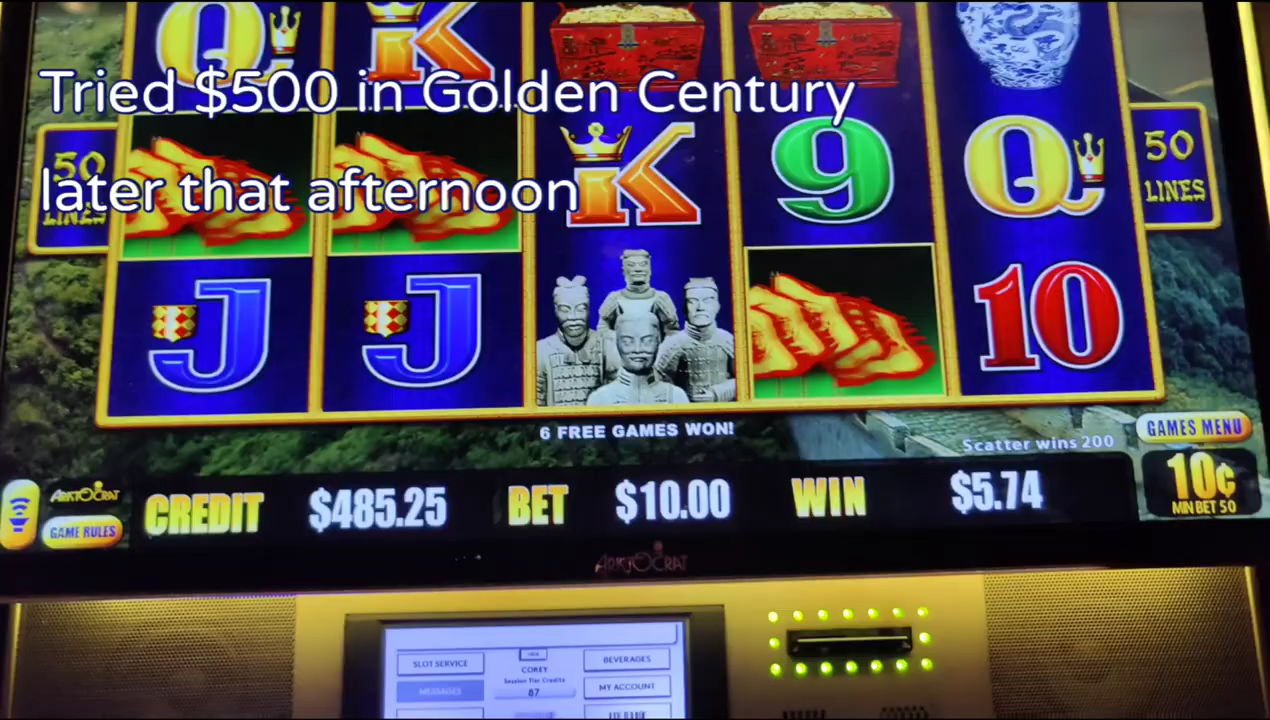 Q K
Tried $500 in Golden Century
50 LINES K 9 Q 50 LINES
later that afternoon
J J 10
6 FREE GAMES WON!
Scatter wins 200
GAMES MENU
ARISTOCRAT
GAME RULES
CREDIT $485.25 BET $10.00 WIN $5.74
10¢
MIN BET 50
ARISTOCRAT
SLOT SERVICE
COREY
BEVERAGES
Session Tier Credits
MESSAGES
87
MY ACCOUNT